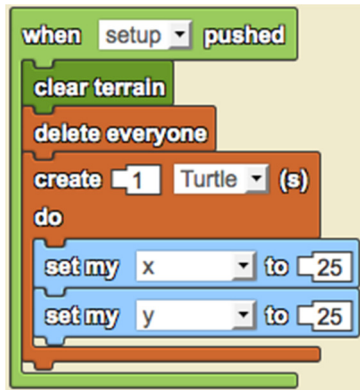 when setup pushed
clear terrain
delete everyone
create 1 Turtle (s)
do
set my x to 25
set my y to 25